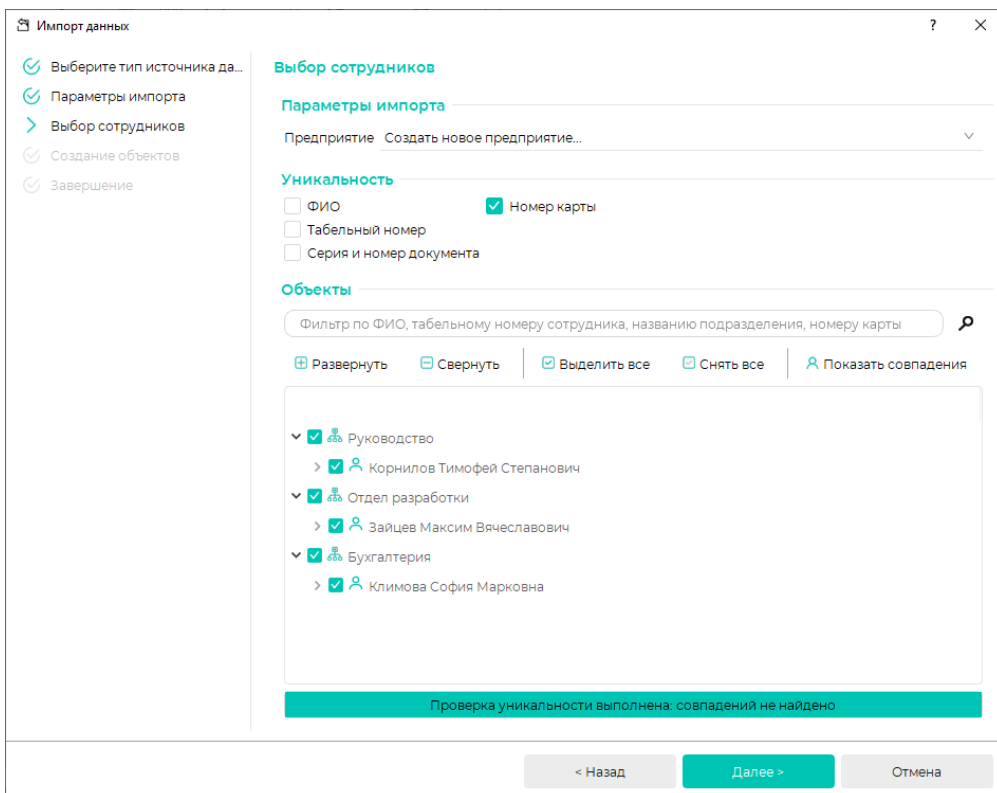 Импорт данных
?
Выберите тип источника да...
Параметры импорта
Выбор сотрудников
Создание объектов
Завершение
Выбор сотрудников
Параметры импорта
Предприятие Создать новое предприятие...
Уникальность
ФИО Номер карты
Табельный номер
Серия и номер документа
Объекты
Фильтр по ФИО, табельному номеру сотрудника, названию подразделения, номеру карты
Развернуть Свернуть Выделить все Снять все Показать совпадения
Руководство
Корнилов Тимофей Степанович
Отдел разработки
Зайцев Максим Вячеславович
Бухгалтерия
Климова София Марковна
Проверка уникальности выполнена: совпадений не найдено
< Назад Далее > Отмена